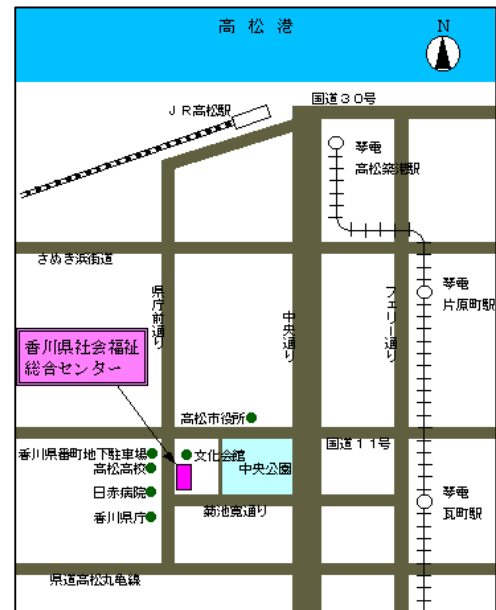 高松港
N
国道30号
JR高松駅
琴電
高松築港駅
さぬき浜街道
県庁前通り
中央通り
フェリー通り
琴電
片原町駅
香川県社会福祉
総合センター
高松市役所
国道11号
香川県番町地下駐車場
文化会館
高松高校
中央公園
日赤病院
菊池寛通り
琴電
瓦町駅
香川県庁
県道高松丸亀線